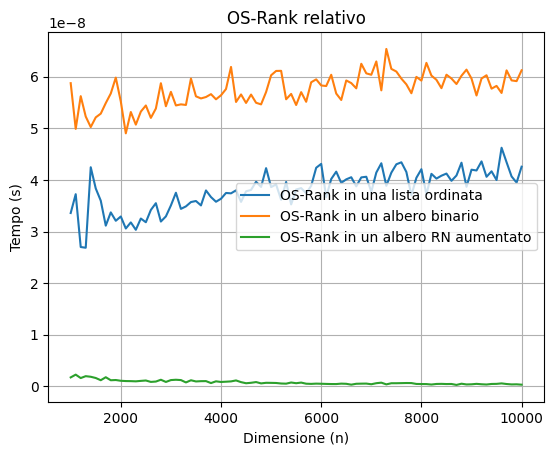 OS-Rank relativo
1e−8
6
5
4
3
2
1
0
Tempo (s)
OS-Rank in una lista ordinata
OS-Rank in un albero binario
OS-Rank in un albero RN aumentato
2000 4000 6000 8000 10000
Dimensione (n)